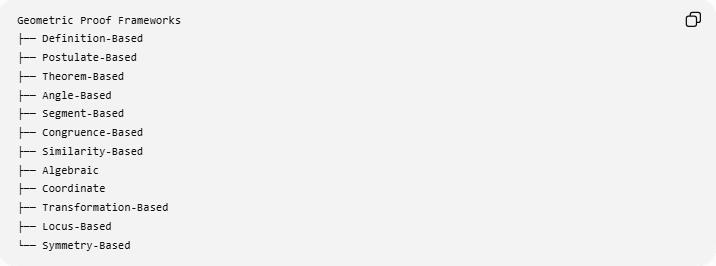 Geometric Proof Frameworks
├── Definition-Based
├── Postulate-Based
├── Theorem-Based
├── Angle-Based
├── Segment-Based
├── Congruence-Based
├── Similarity-Based
├── Algebraic
├── Coordinate
├── Transformation-Based
├── Locus-Based
└── Symmetry-Based